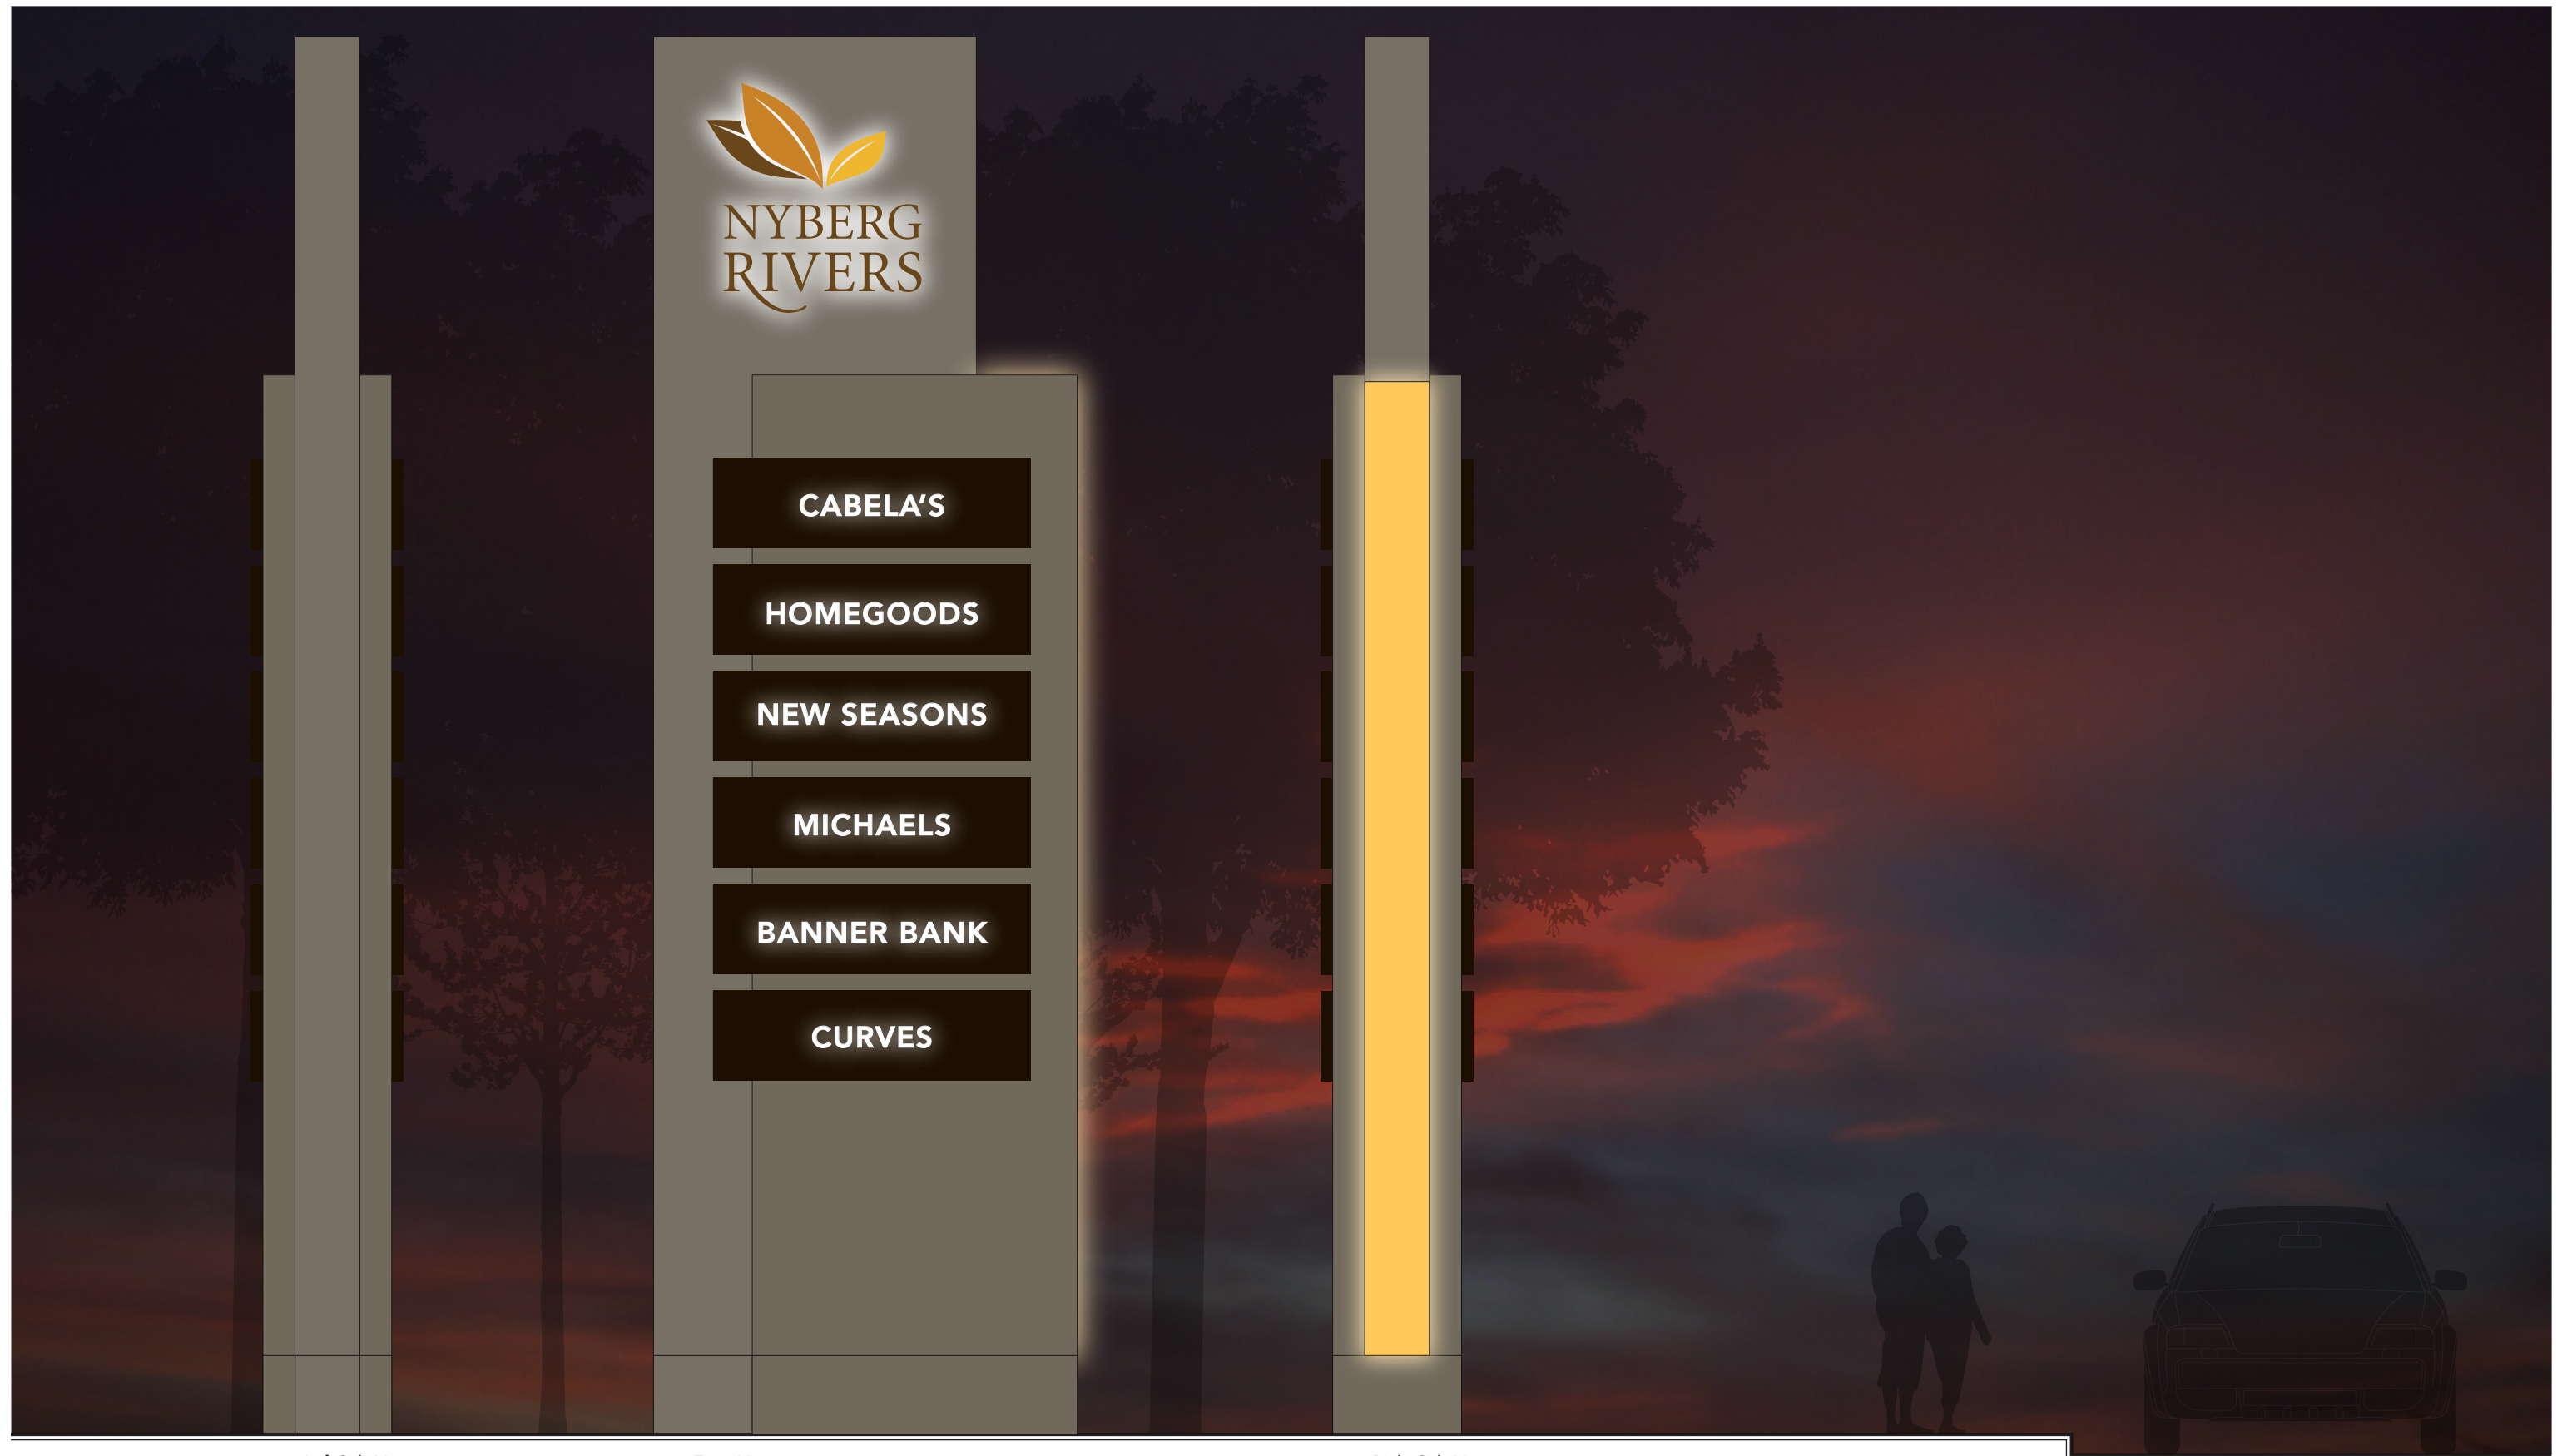 NYBERG
RIVERS
CABELA’S
HOMEGOODS
NEW SEASONS
MICHAELS
BANNER BANK
CURVES